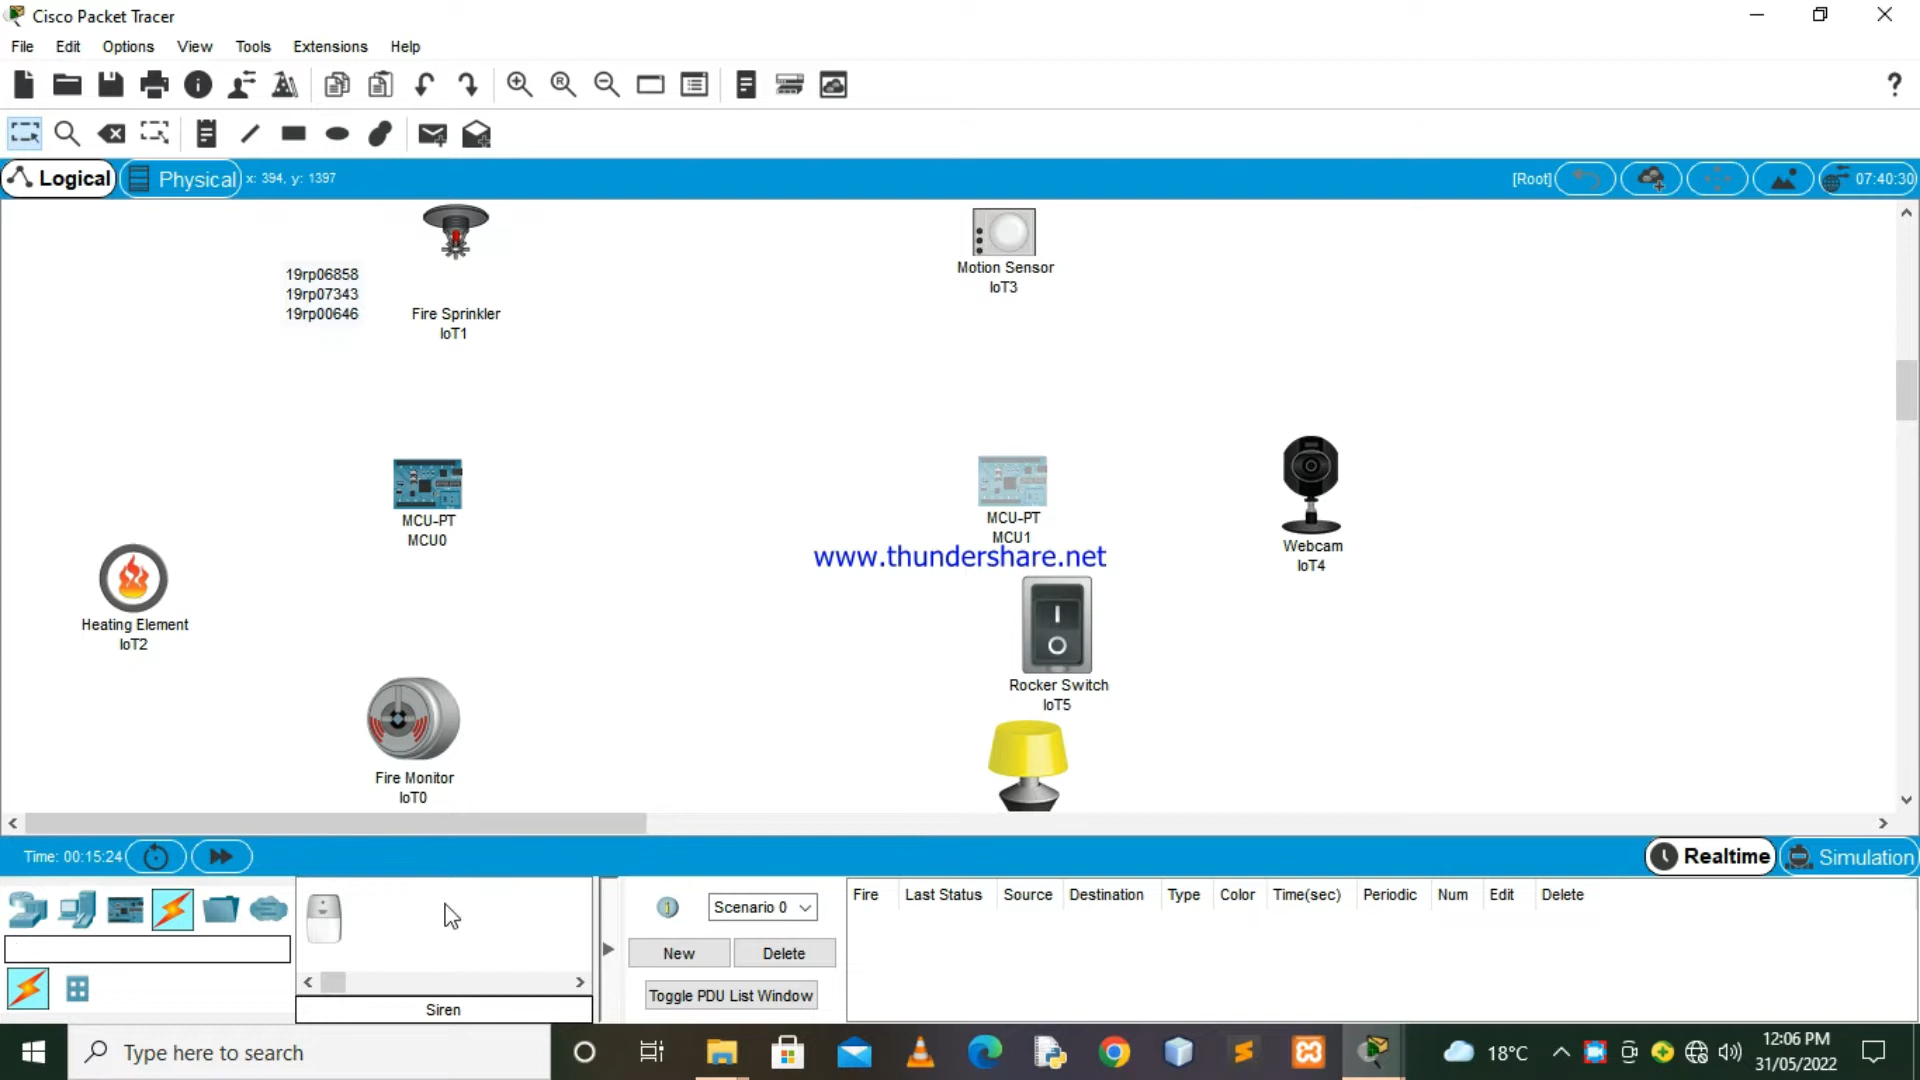 Cisco Packet Tracer
File Edit Options View Tools Extensions Help
?
Logical Physical x: 394, y: 1397 [Root] 07:40:30
19rp06858
19rp07343
19rp00646
Fire Sprinkler
IoT1
Motion Sensor
IoT3
MCU-PT
MCU0
MCU-PT
MCU1
www.thundershare.net
Webcam
IoT4
Heating Element
IoT2
Rocker Switch
IoT5
Fire Monitor
IoT0
Time: 00:15:24 Realtime Simulation
Scenario 0
New Delete
Toggle PDU List Window
Fire Last Status Source Destination Type Color Time(sec) Periodic Num Edit Delete
Siren
Type here to search
18°C
12:06 PM
31/05/2022